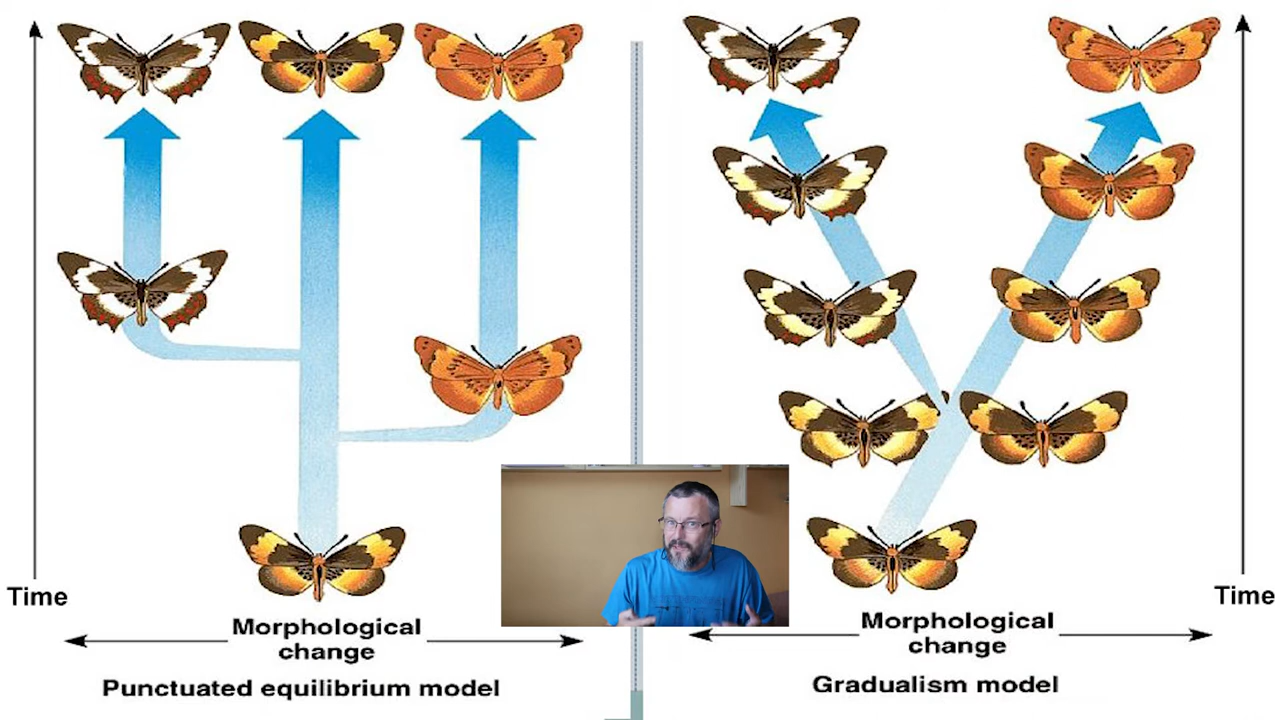 Time
Morphological
change
Punctuated equilibrium model
Time
Morphological
change
Gradualism model